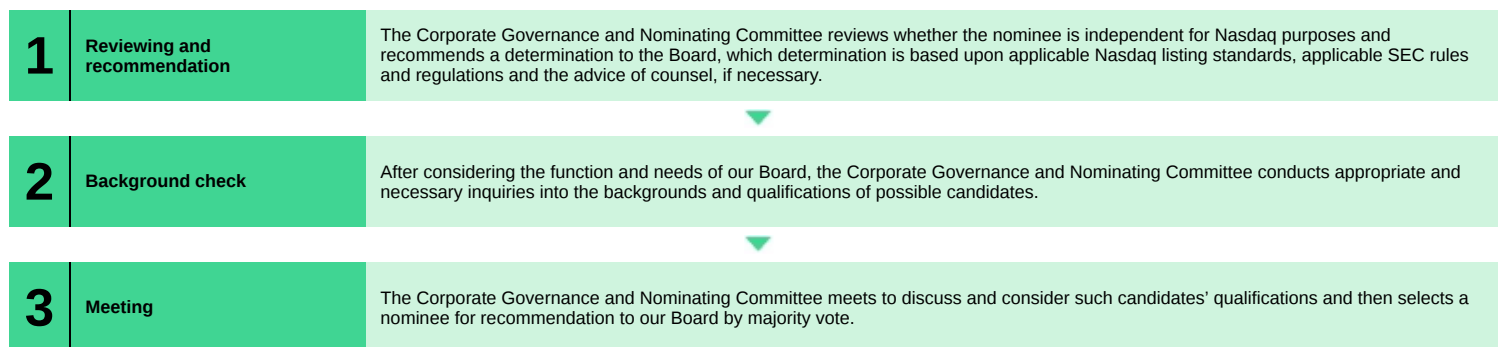 1
Reviewing and
recommendation
The Corporate Governance and Nominating Committee reviews whether the nominee is independent for Nasdaq purposes and
recommends a determination to the Board, which determination is based upon applicable Nasdaq listing standards, applicable SEC rules
and regulations and the advice of counsel, if necessary.
2
Background check
After considering the function and needs of our Board, the Corporate Governance and Nominating Committee conducts appropriate and
necessary inquiries into the backgrounds and qualifications of possible candidates.
3
Meeting
The Corporate Governance and Nominating Committee meets to discuss and consider such candidates’ qualifications and then selects a
nominee for recommendation to our Board by majority vote.